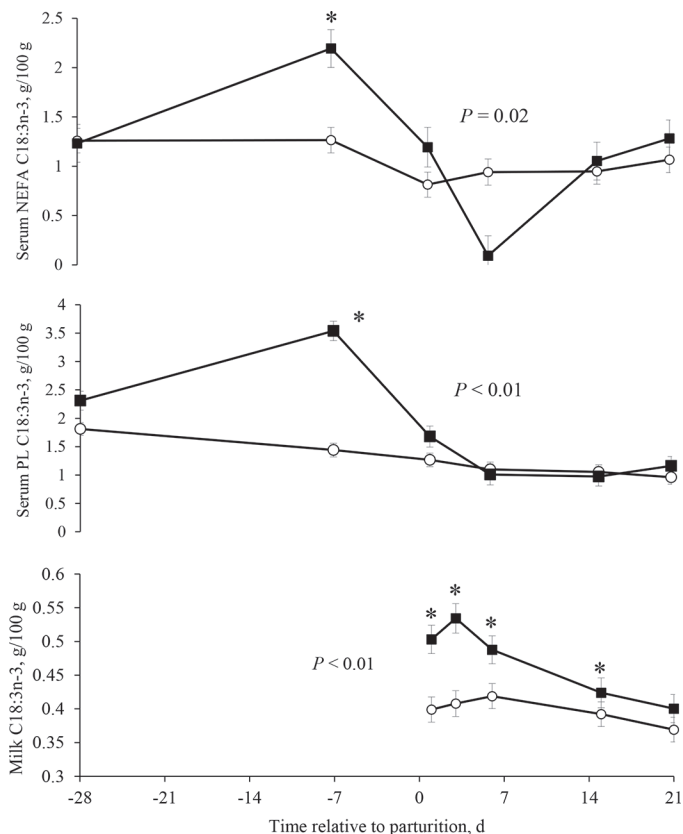 2.5
2
1.5
1
0.5
0
Serum NEFA C18:3n-3, g/100 g
*
P = 0.02
4
3.5
3
2.5
2
1.5
1
0.5
0
Serum PL C18:3n-3, g/100 g
*
P < 0.01
0.6
0.55
0.5
0.45
0.4
0.35
0.3
Milk C18:3n-3, g/100 g
* * * *
P < 0.01
-28 -21 -14 -7 0 7 14 21
Time relative to parturition, d